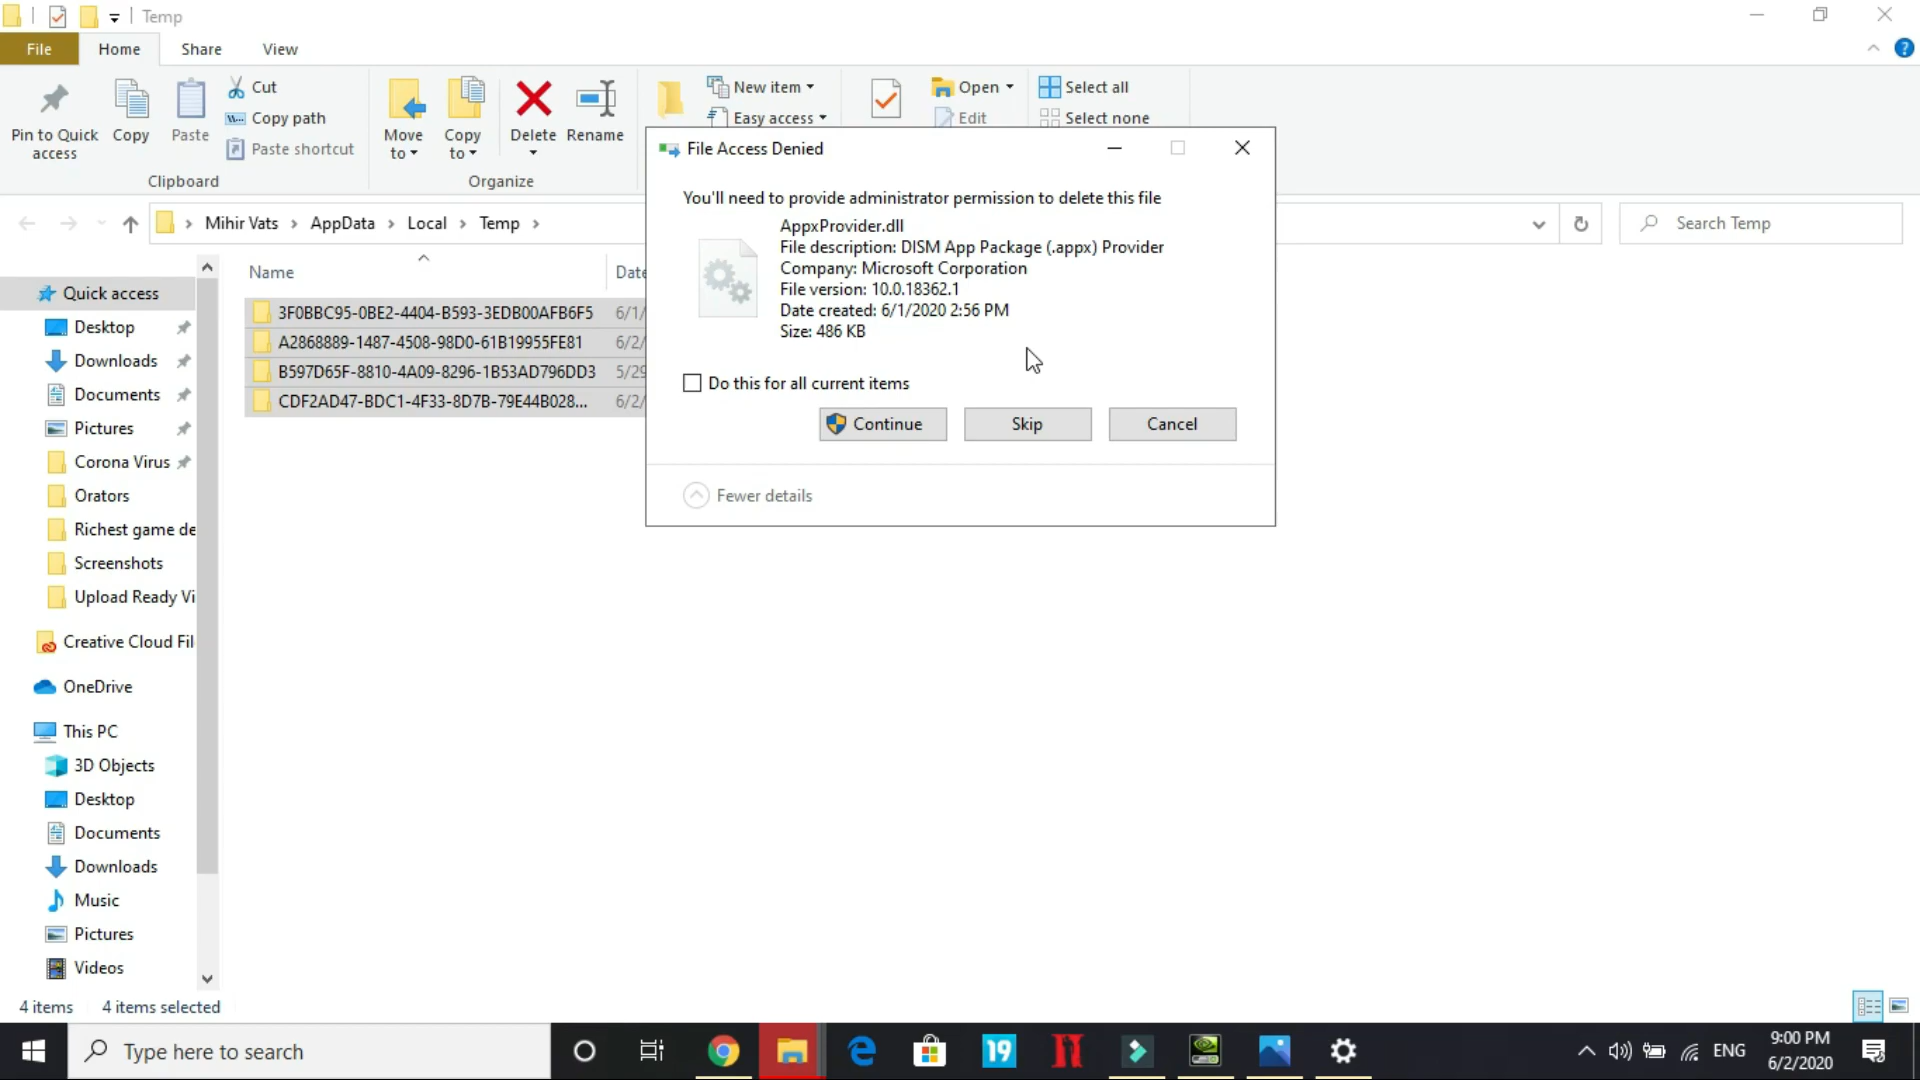 Temp
File
Home
Share
View
Pin to Quick access
Copy
Paste
Cut
Copy path
Paste shortcut
Clipboard
Move to
Copy to
Delete
Rename
Organize
New item
Easy access
Open
Edit
Select all
Select none
Mihir Vats
AppData
Local
Temp
Search Temp
Name
Date
3F0BBC95-0BE2-4404-B593-3EDB00AFB6F5 6/1/
A2868889-1487-4508-98D0-61B19955FE81 6/2/
B597D65F-8810-4A09-8296-1B53AD796DD3 5/29
CDF2AD47-BDC1-4F33-8D7B-79E44B028... 6/2/
File Access Denied
You'll need to provide administrator permission to delete this file
AppxProvider.dll
File description: DISM App Package (.appx) Provider
Company: Microsoft Corporation
File version: 10.0.18362.1
Date created: 6/1/2020 2:56 PM
Size: 486 KB
Do this for all current items
Continue
Skip
Cancel
Fewer details
Quick access
Desktop
Downloads
Documents
Pictures
Corona Virus
Orators
Richest game de
Screenshots
Upload Ready Vi
Creative Cloud Fil
OneDrive
This PC
3D Objects
Desktop
Documents
Downloads
Music
Pictures
Videos
4 items
4 items selected
Type here to search
19
ENG
9:00 PM
6/2/2020